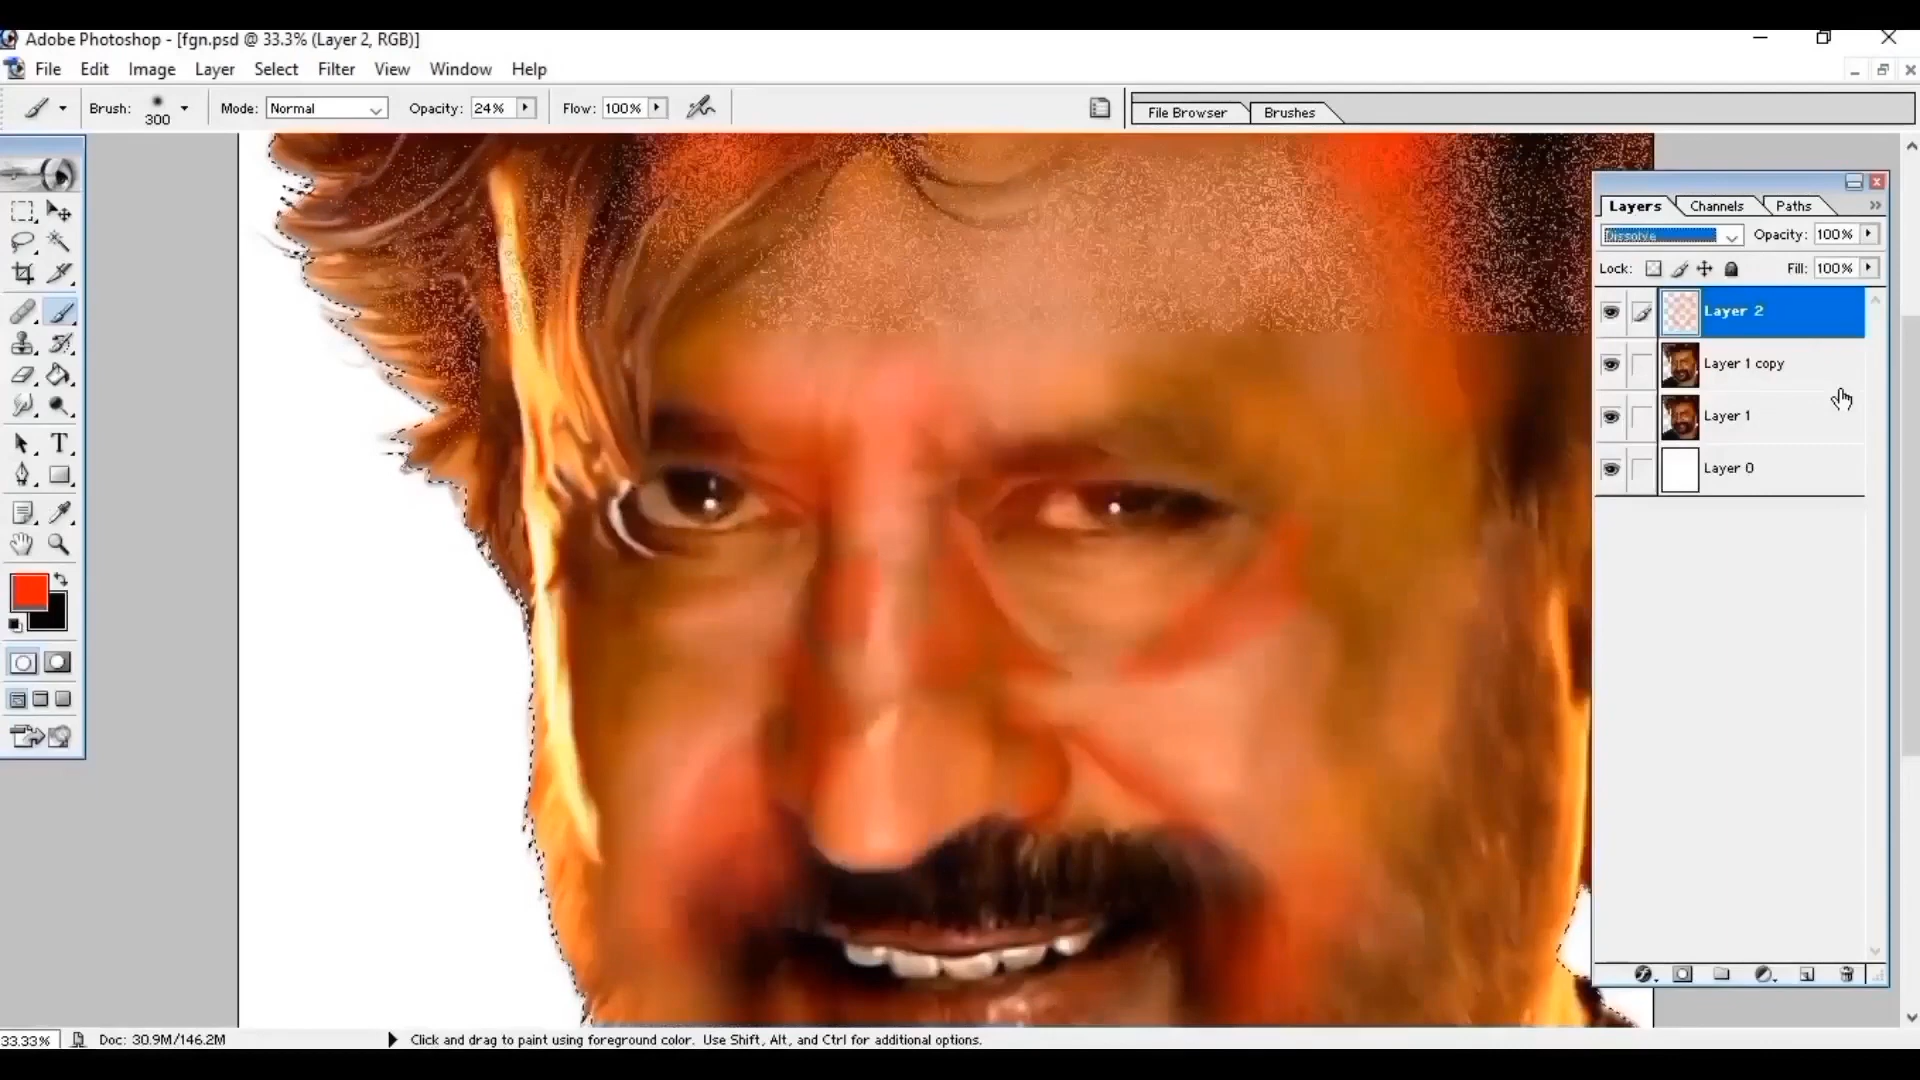 Adobe Photoshop - [fgn.psd @ 33.3% (Layer 2, RGB)]
File Edit Image Layer Select Filter View Window Help
Brush: 300 Mode: Normal Opacity: 24% Flow: 100% File Browser Brushes
Layers Channels Paths
Dissolve Opacity: 100%
Lock: Fill: 100%
Layer 2
Layer 1 copy
Layer 1
Layer 0
T
33.33% Doc: 30.9M/146.2M Click and drag to paint using foreground color. Use Shift, Alt, and Ctrl for additional options.